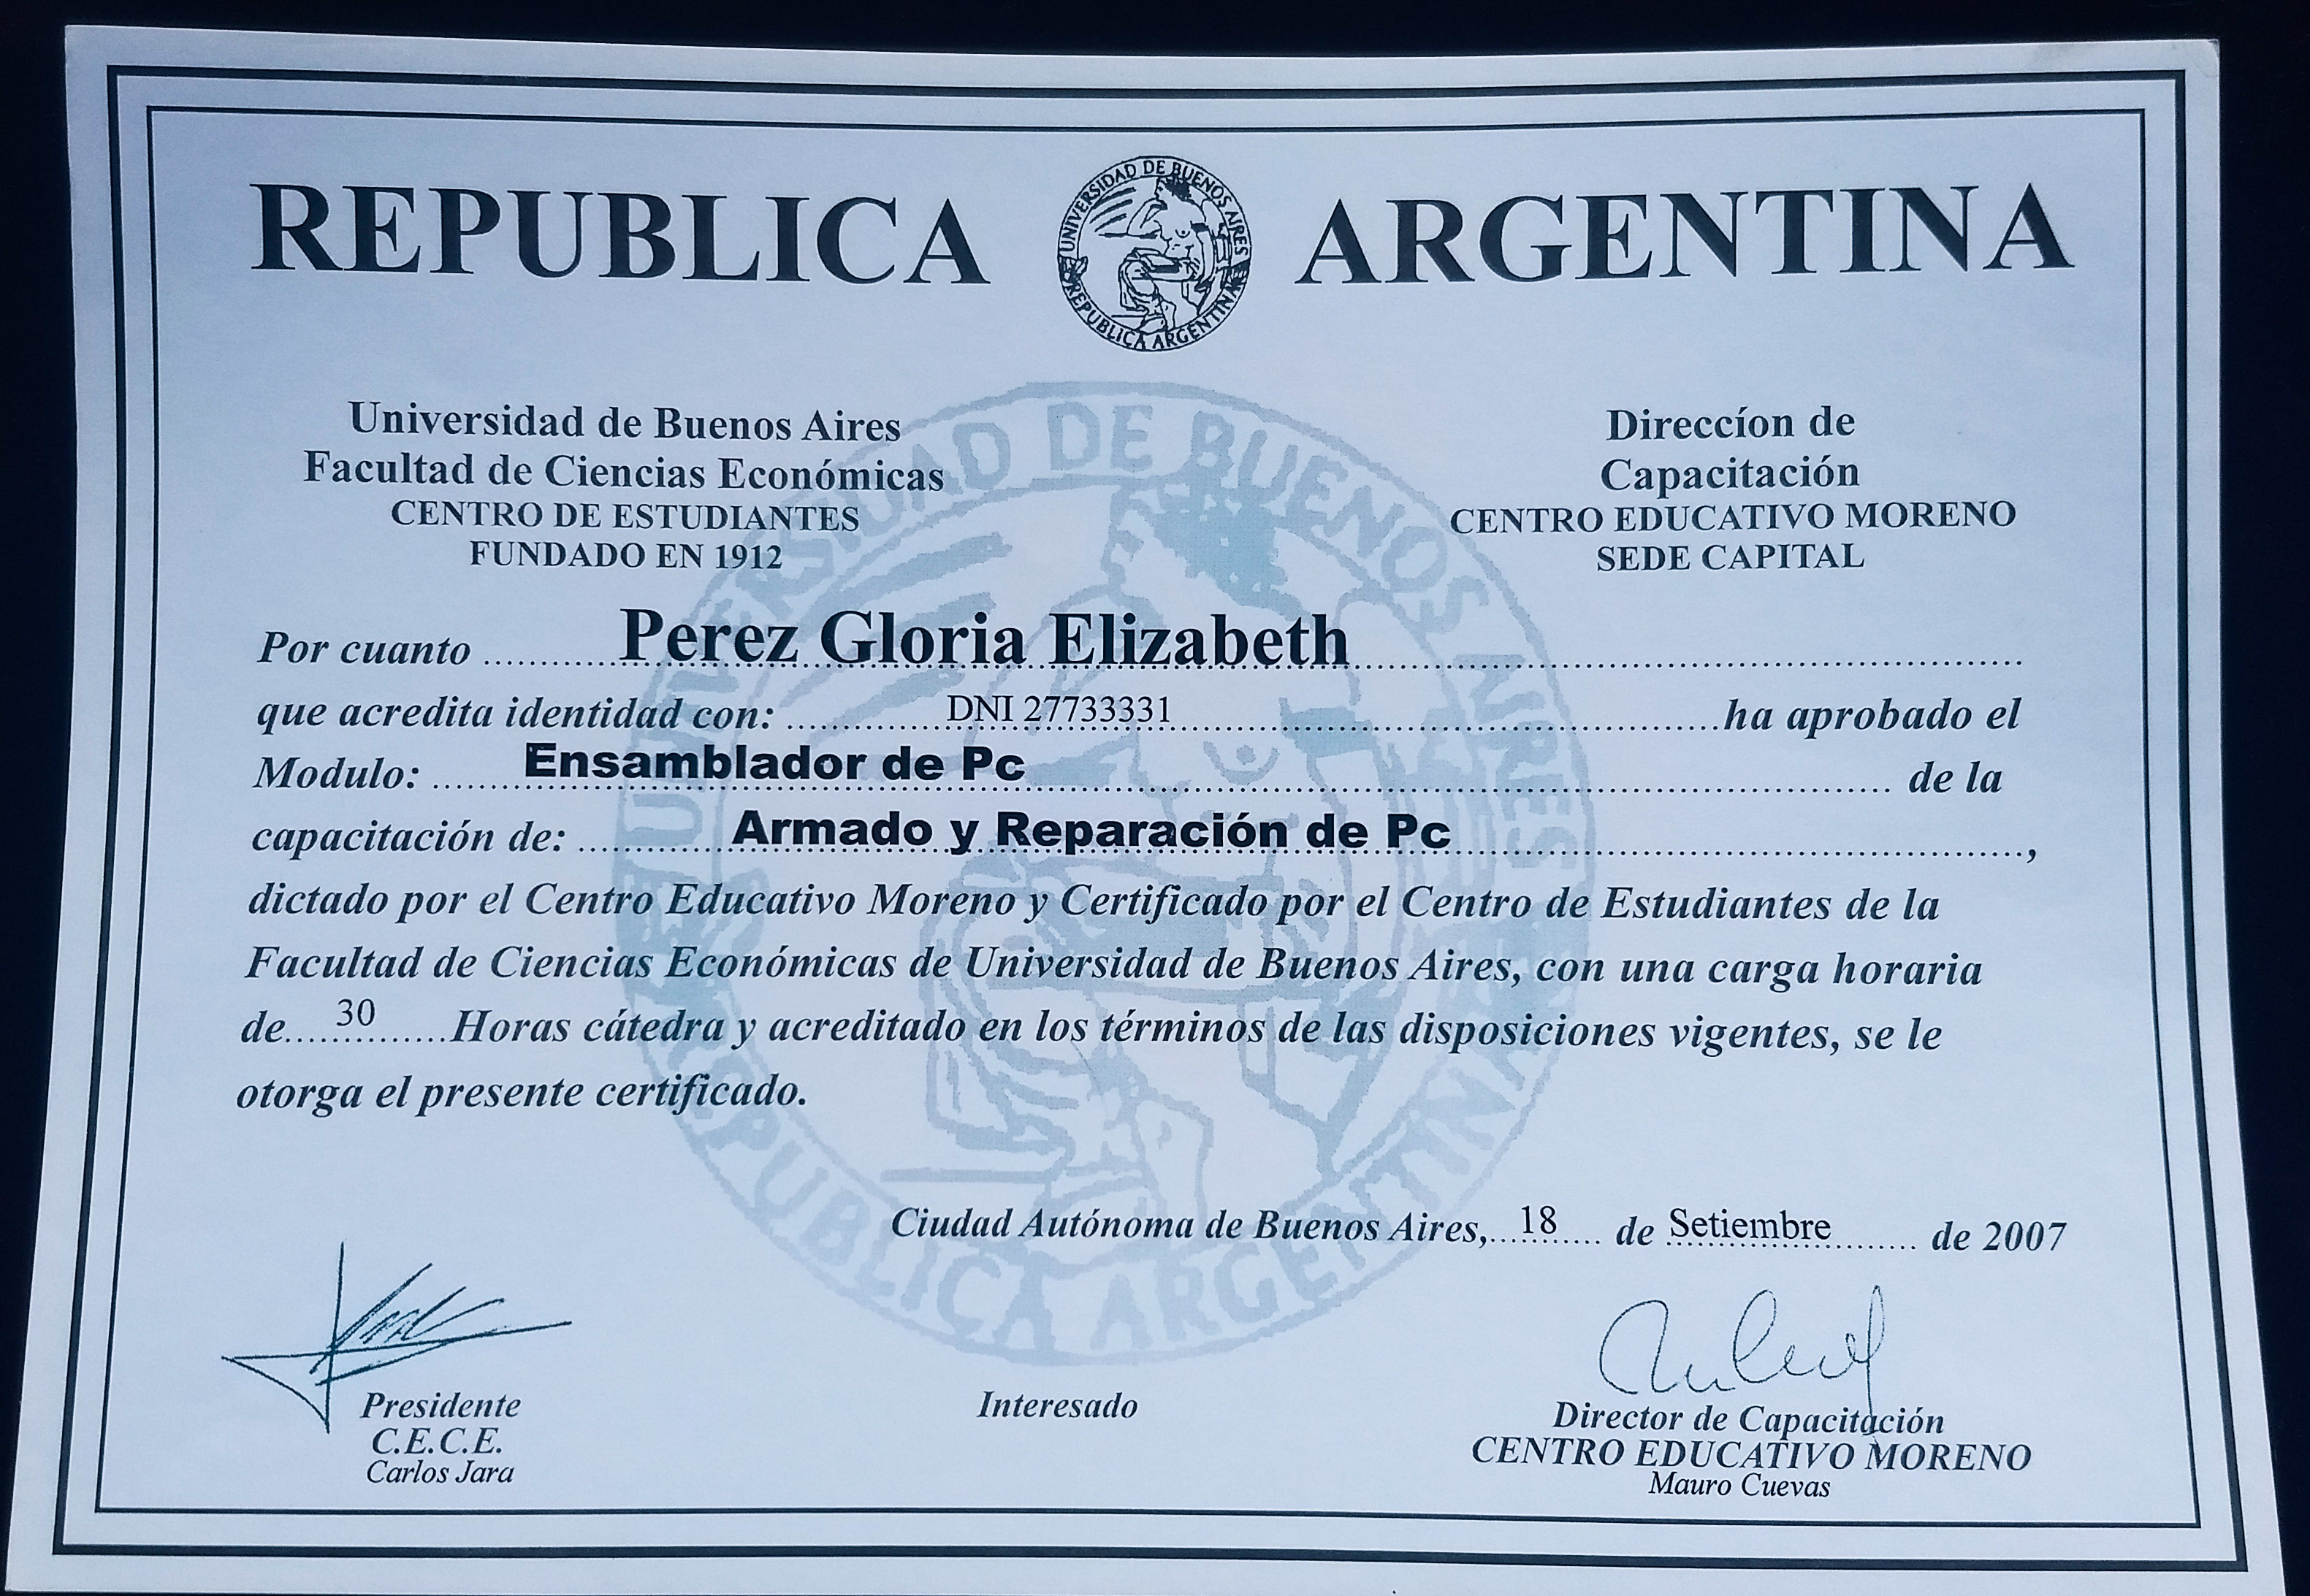 REPUBLICA ARGENTINA
UNIVERSIDAD DE BUENOS AIRES
REPUBLICA ARGENTINA
Universidad de Buenos Aires
Facultad de Ciencias Económicas
CENTRO DE ESTUDIANTES
FUNDADO EN 1912
Direccíon de
Capacitación
CENTRO EDUCATIVO MORENO
SEDE CAPITAL
Por cuanto Perez Gloria Elizabeth
que acredita identidad con: DNI 27733331 ha aprobado el
Modulo: Ensamblador de Pc de la
capacitación de: Armado y Reparación de Pc,
dictado por el Centro Educativo Moreno y Certificado por el Centro de Estudiantes de la
Facultad de Ciencias Económicas de Universidad de Buenos Aires, con una carga horaria
de 30 Horas cátedra y acreditado en los términos de las disposiciones vigentes, se le
otorga el presente certificado.
UNIVERSIDAD DE BUENOS AIRES
REPUBLICA ARGENTINA
Ciudad Autónoma de Buenos Aires, 18 de Setiembre de 2007
Presidente
C.E.C.E.
Carlos Jara
Interesado
Director de Capacitación
CENTRO EDUCATIVO MORENO
Mauro Cuevas